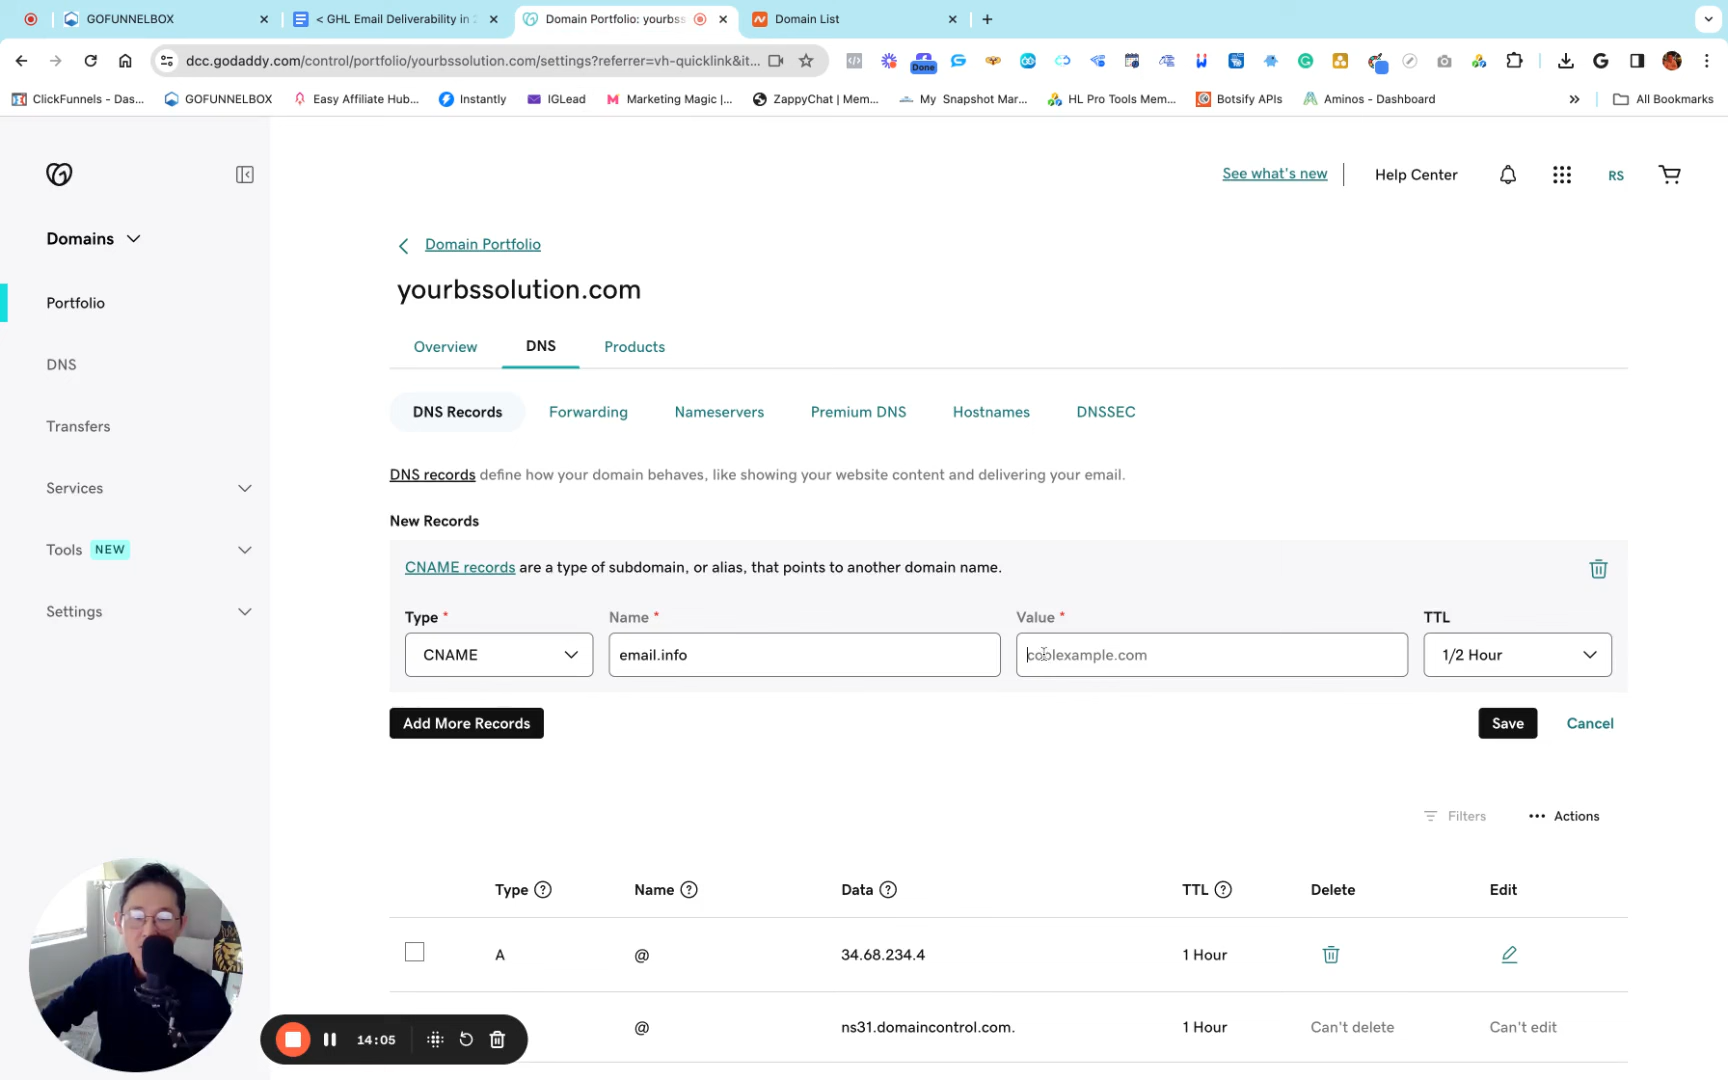 GOFUNNELBOX
< GHL Email Deliverability in 2
Domain Portfolio: yourbss
Domain List
dcc.godaddy.com/control/portfolio/yourbssolution.com/settings?referrer=vh-quicklink&it...
Done
ClickFunnels - Das...
GOFUNNELBOX
Easy Affiliate Hub...
Instantly
IGLead
Marketing Magic |...
ZappyChat | Mem...
My Snapshot Mar...
HL Pro Tools Mem...
Botsify APIs
Aminos - Dashboard
All Bookmarks
See what's new
Help Center
RS
Domains
Portfolio
DNS
Transfers
Services
Tools NEW
Settings
Domain Portfolio
yourbssolution.com
Overview DNS Products
DNS Records Forwarding Nameservers Premium DNS Hostnames DNSSEC
DNS records define how your domain behaves, like showing your website content and delivering your email.
New Records
CNAME records are a type of subdomain, or alias, that points to another domain name.
Type * Name * Value * TTL
CNAME email.info coolexample.com 1/2 Hour
Add More Records Save Cancel
Filters ••• Actions
Type ? Name ? Data ? TTL ? Delete Edit
A @ 34.68.234.4 1 Hour
@ ns31.domaincontrol.com. 1 Hour Can't delete Can't edit
14:05